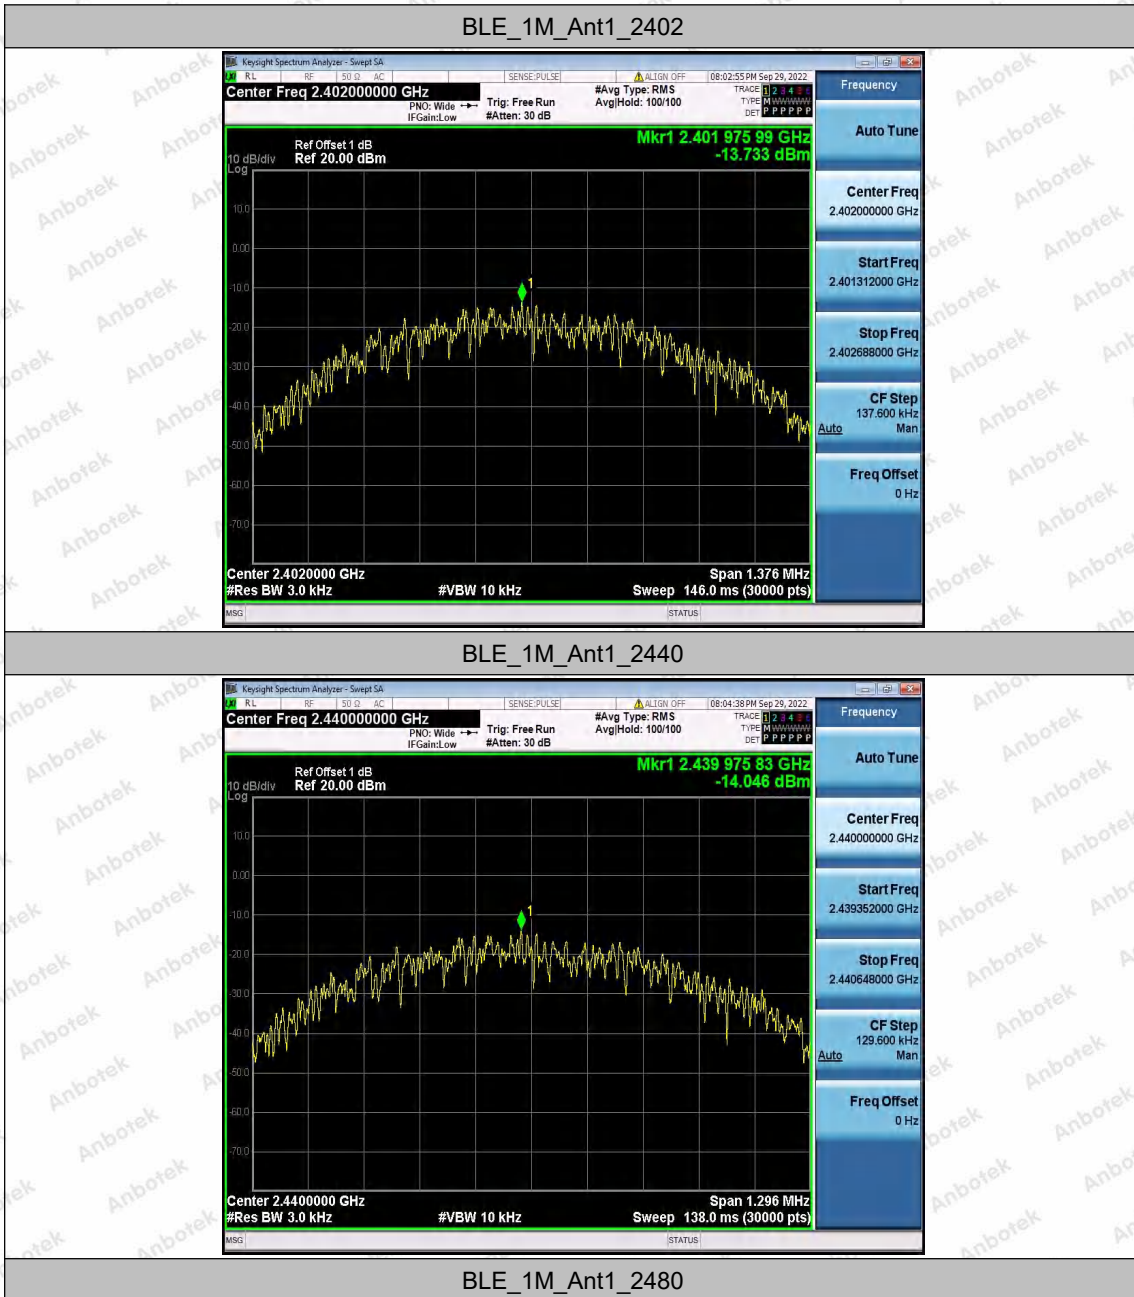 BLE_1M_Ant1_2402
Keysight Spectrum Analyzer - Swept SA
RL RF 50 Ω AC SENSE:PULSE ALIGN OFF 08:02:55 PM Sep 29, 2022
Center Freq 2.402000000 GHz
PNO: Wide
IFGain:Low
Trig: Free Run
#Atten: 30 dB
#Avg Type: RMS
Avg|Hold: 100/100
TRACE 1 2 3 4 5 6
TYPE M WWWWW
DET P P P P P P
Frequency
Mkr1 2.401 975 99 GHz
-13.733 dBm
Ref Offset 1 dB
10 dB/div Ref 20.00 dBm
Log
10.0
0.00
-10.0
-20.0
-30.0
-40.0
-50.0
-60.0
-70.0
1
Auto Tune
Center Freq
2.402000000 GHz
Start Freq
2.401312000 GHz
Stop Freq
2.402688000 GHz
CF Step
137.600 kHz
Auto Man
Freq Offset
0 Hz
Center 2.4020000 GHz Span 1.376 MHz
#Res BW 3.0 kHz #VBW 10 kHz Sweep 146.0 ms (30000 pts)
MSG STATUS
BLE_1M_Ant1_2440
Keysight Spectrum Analyzer - Swept SA
RL RF 50 Ω AC SENSE:PULSE ALIGN OFF 08:04:38 PM Sep 29, 2022
Center Freq 2.440000000 GHz
PNO: Wide
IFGain:Low
Trig: Free Run
#Atten: 30 dB
#Avg Type: RMS
Avg|Hold: 100/100
TRACE 1 2 3 4 5 6
TYPE M WWWWW
DET P P P P P P
Frequency
Mkr1 2.439 975 83 GHz
-14.046 dBm
Ref Offset 1 dB
10 dB/div Ref 20.00 dBm
Log
10.0
0.00
-10.0
-20.0
-30.0
-40.0
-50.0
-60.0
-70.0
1
Auto Tune
Center Freq
2.440000000 GHz
Start Freq
2.439352000 GHz
Stop Freq
2.440648000 GHz
CF Step
129.600 kHz
Auto Man
Freq Offset
0 Hz
Center 2.4400000 GHz Span 1.296 MHz
#Res BW 3.0 kHz #VBW 10 kHz Sweep 138.0 ms (30000 pts)
MSG STATUS
BLE_1M_Ant1_2480
Anbotek